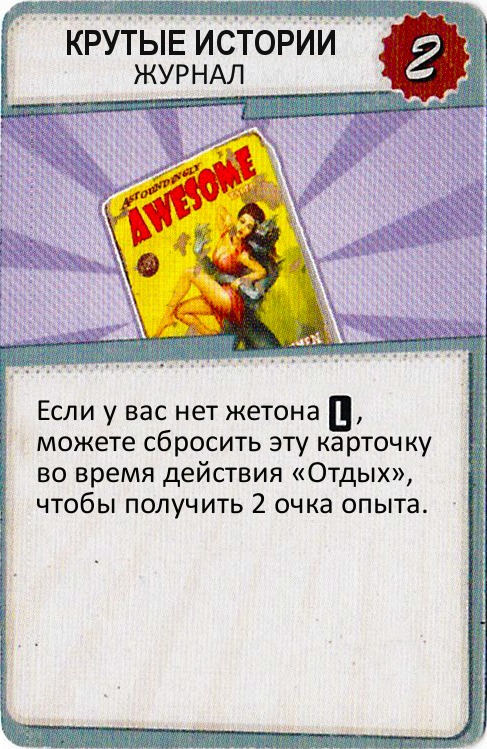 КРУТЫЕ ИСТОРИИ
2
ЖУРНАЛ
ASTOUNDINGLY
AWESOME
TALES
Если у вас нет жетона L,
можете сбросить эту карточку
во время действия «Отдых»,
чтобы получить 2 очка опыта.